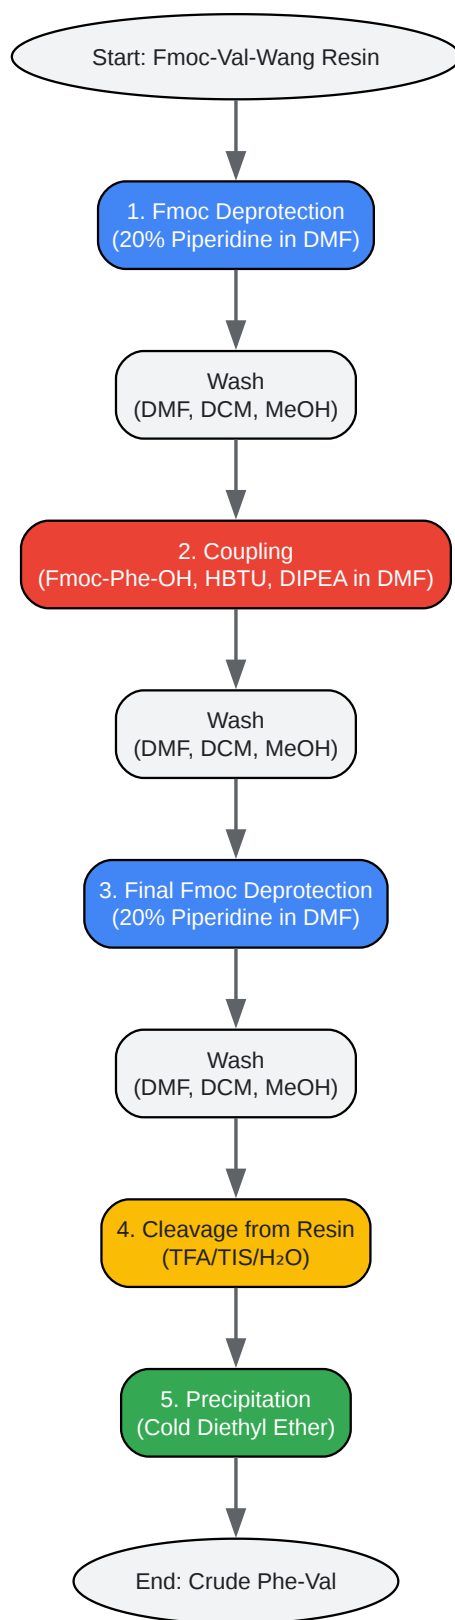 Start: Fmoc-Val-Wang Resin
1. Fmoc Deprotection
(20% Piperidine in DMF)
Wash
(DMF, DCM, MeOH)
2. Coupling
(Fmoc-Phe-OH, HBTU, DIPEA in DMF)
Wash
(DMF, DCM, MeOH)
3. Final Fmoc Deprotection
(20% Piperidine in DMF)
Wash
(DMF, DCM, MeOH)
4. Cleavage from Resin
(TFA/TIS/H₂O)
5. Precipitation
(Cold Diethyl Ether)
End: Crude Phe-Val